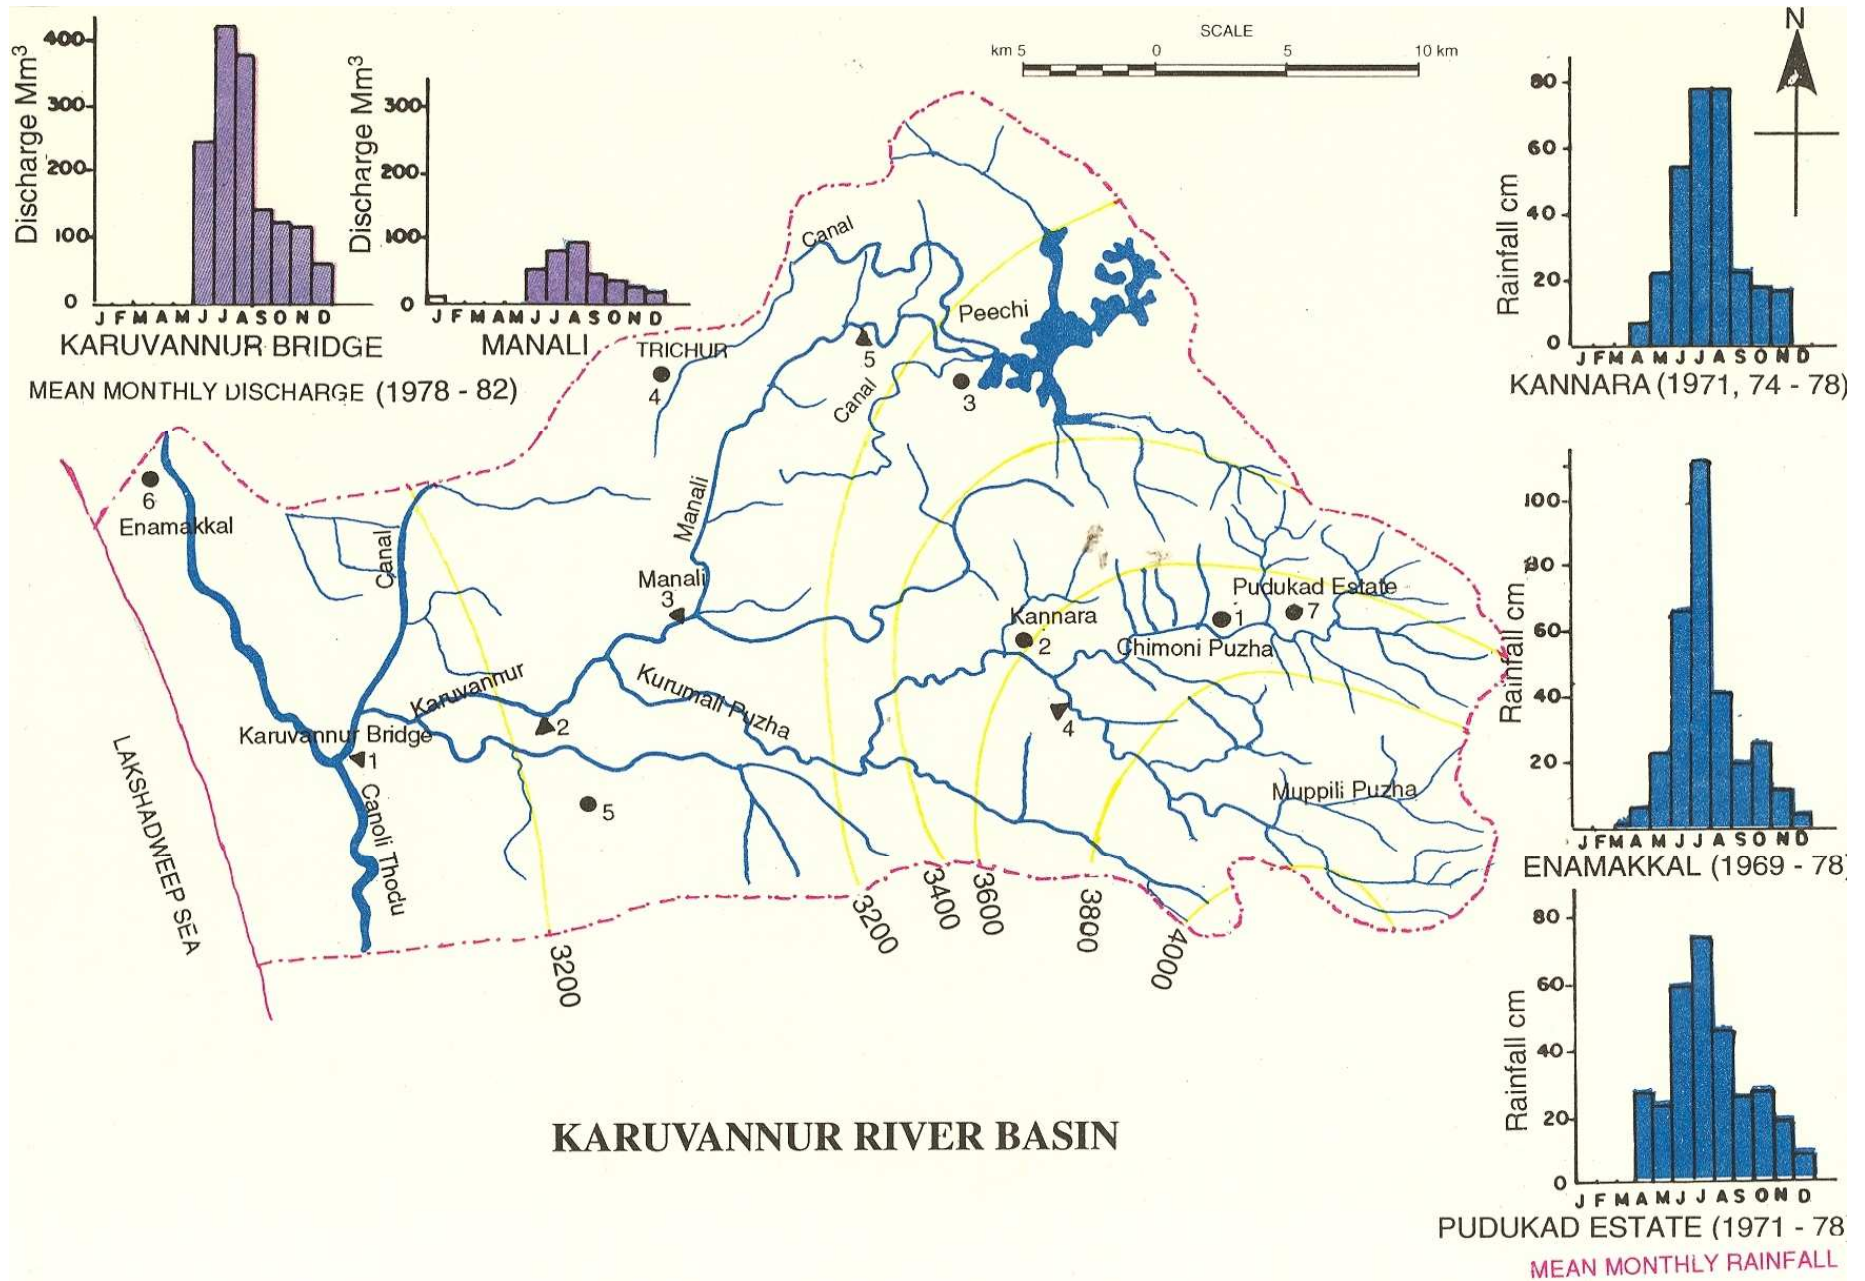 Discharge Mm³
400
300
200
100
0
J F M A M J J A S O N D
KARUVANNUR BRIDGE
Discharge Mm³
300
200
100
0
J F M A M J J A S O N D
MANALI
MEAN MONTHLY DISCHARGE (1978 - 82)
SCALE
km 5 0 5 10 km
N
Rainfall cm
80
60
40
20
0
J F M A M J J A S O N D
KANNARA (1971, 74 - 78)
Rainfall cm
100
80
60
40
20
J F M A M J J A S O N D
ENAMAKKAL (1969 - 78)
Rainfall cm
80
60
40
20
0
J F M A M J J A S O N D
PUDUKAD ESTATE (1971 - 78
MEAN MONTHLY RAINFALL
Canal
Peechi
TRICHUR
4
5
Canal
3
6
Enamakkal
Canal
Manali
Manali
3
Pudukad Estate
1
7
Kannara
2
Chimoni Puzha
Karuvannur
Kurumali Puzha
2
4
Karuvannur Bridge
1
Muppili Puzha
5
Canoli Thodu
LAKSHADWEEP SEA
3200
3200
3400
3600
3800
4000
KARUVANNUR RIVER BASIN